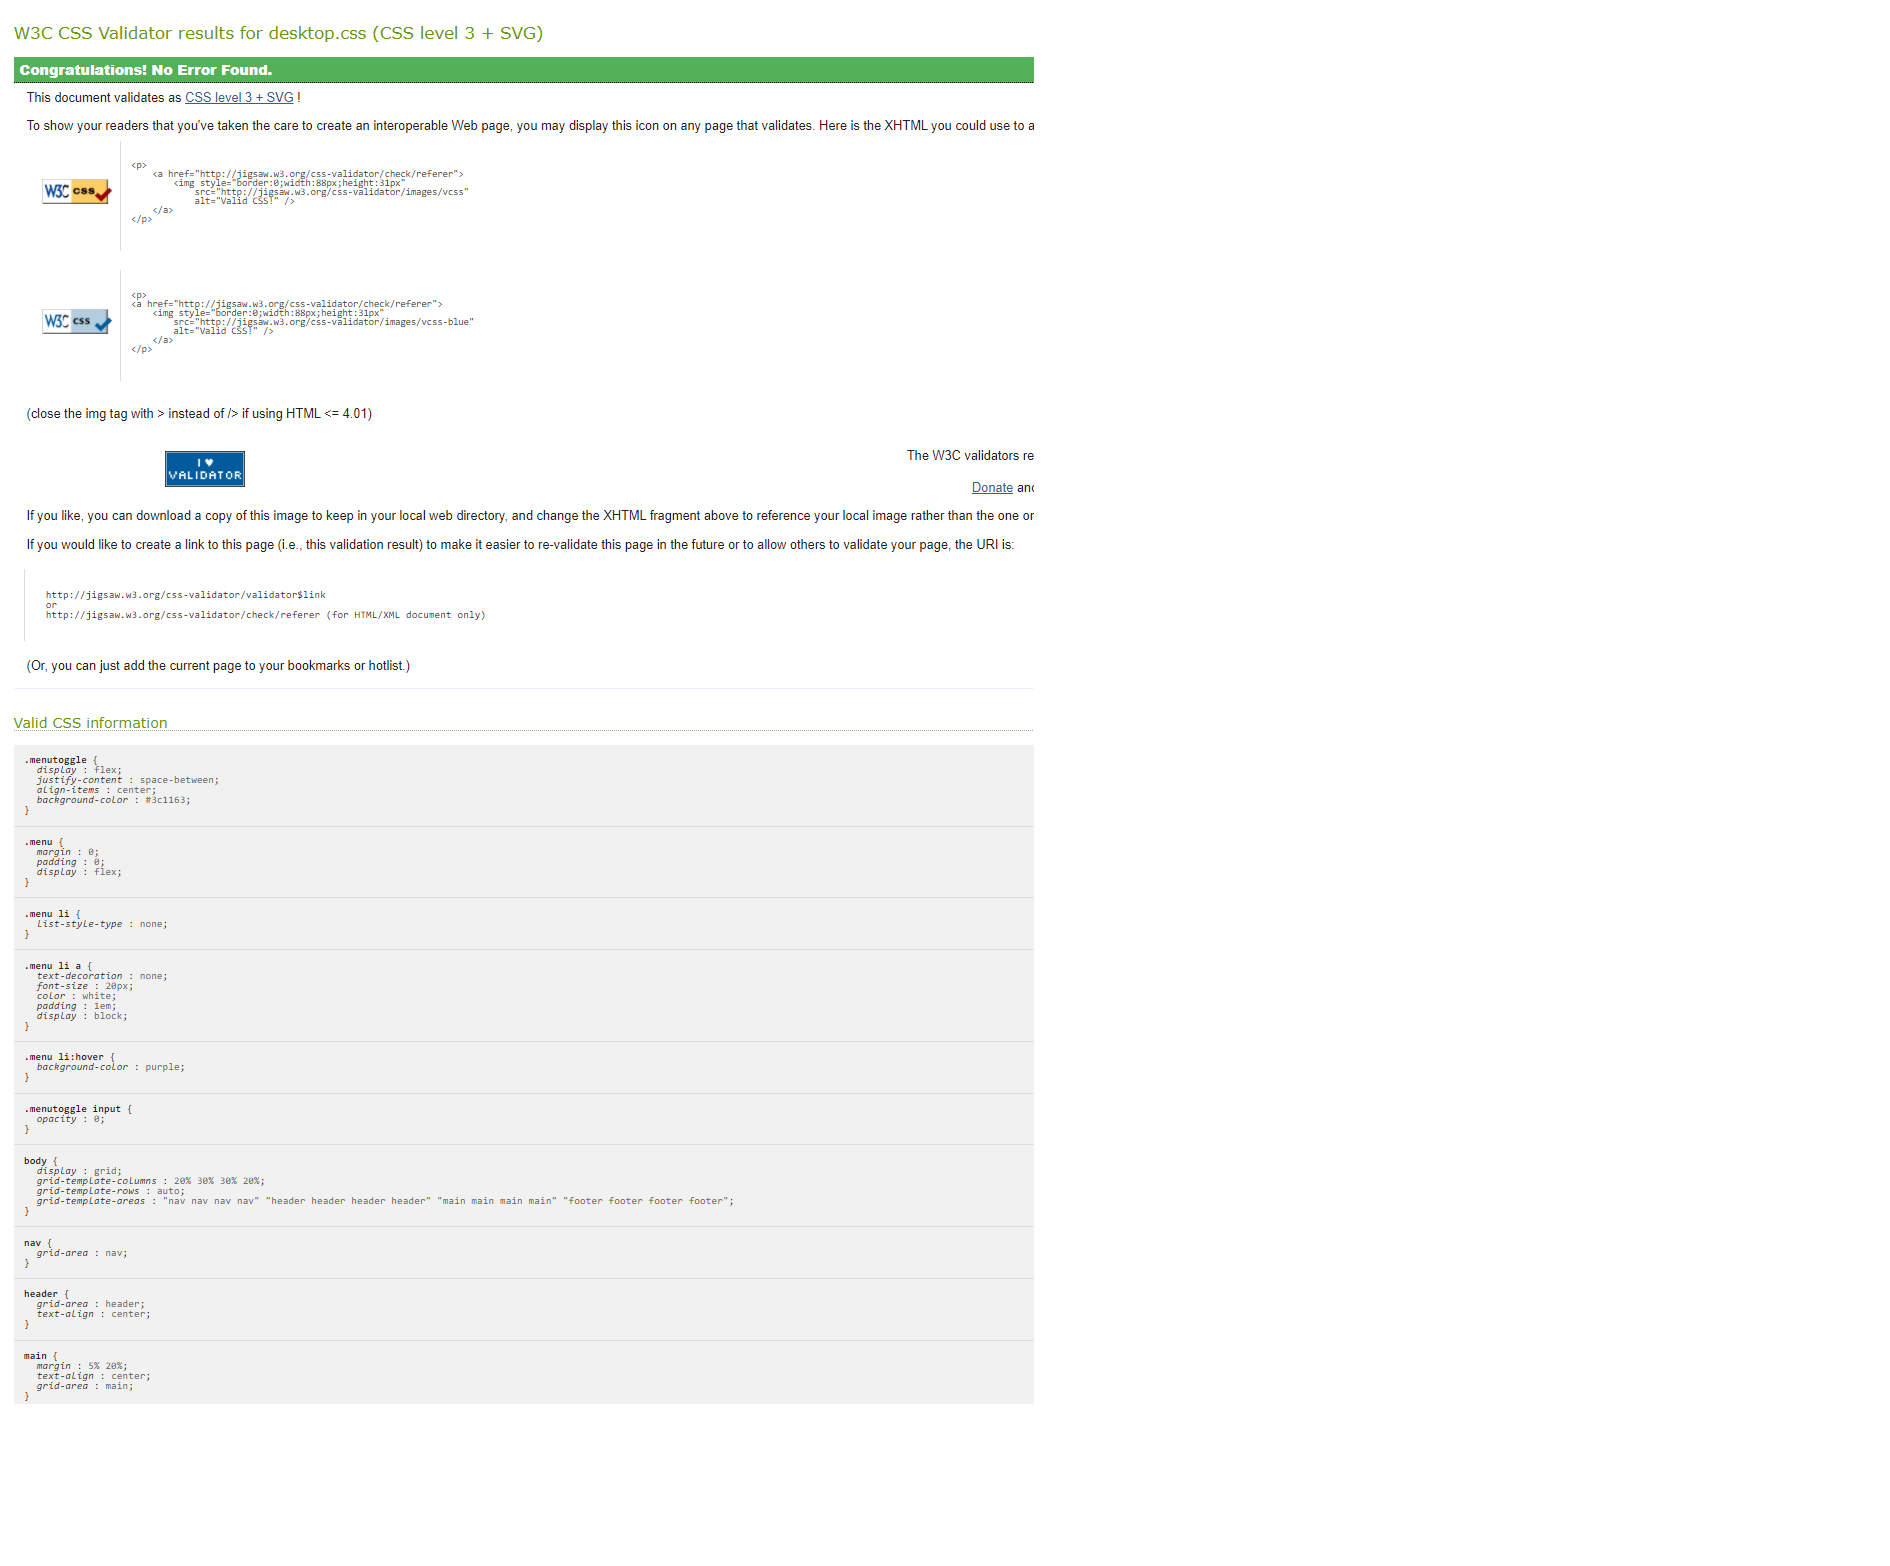 W3C CSS Validator results for desktop.css (CSS level 3 + SVG)
Congratulations! No Error Found.
This document validates as CSS level 3 + SVG !
To show your readers that you've taken the care to create an interoperable Web page, you may display this icon on any page that validates. Here is the XHTML you could use to a
<p>
<a href="http://jigsaw.w3.org/css-validator/check/referer">
<img style="border:0;width:88px;height:31px"
W3C css
src="http://jigsaw.w3.org/css-validator/images/vcss"
alt="Valid CSS!" />
</a>
</p>
<p>
<a href="http://jigsaw.w3.org/css-validator/check/referer">
<img style="border:0;width:88px;height:31px"
W3C css
src="http://jigsaw.w3.org/css-validator/images/vcss-blue"
alt="Valid CSS!" />
</a>
</p>
(close the img tag with > instead of /> if using HTML <= 4.01)
I ♥
VALIDATOR
The W3C validators re
Donate and
If you like, you can download a copy of this image to keep in your local web directory, and change the XHTML fragment above to reference your local image rather than the one or
If you would like to create a link to this page (i.e., this validation result) to make it easier to re-validate this page in the future or to allow others to validate your page, the URI is:
http://jigsaw.w3.org/css-validator/validator$link
or
http://jigsaw.w3.org/css-validator/check/referer (for HTML/XML document only)
(Or, you can just add the current page to your bookmarks or hotlist.)
Valid CSS information
.menutoggle {
display : flex;
justify-content : space-between;
align-items : center;
background-color : #3c1163;
}
.menu {
margin : 0;
padding : 0;
display : flex;
}
.menu li {
list-style-type : none;
}
.menu li a {
text-decoration : none;
font-size : 20px;
color : white;
padding : 1em;
display : block;
}
.menu li:hover {
background-color : purple;
}
.menutoggle input {
opacity : 0;
}
body {
display : grid;
grid-template-columns : 20% 30% 30% 20%;
grid-template-rows : auto;
grid-template-areas : "nav nav nav nav" "header header header header" "main main main main" "footer footer footer footer";
}
nav {
grid-area : nav;
}
header {
grid-area : header;
text-align : center;
}
main {
margin : 5% 20%;
text-align : center;
grid-area : main;
}